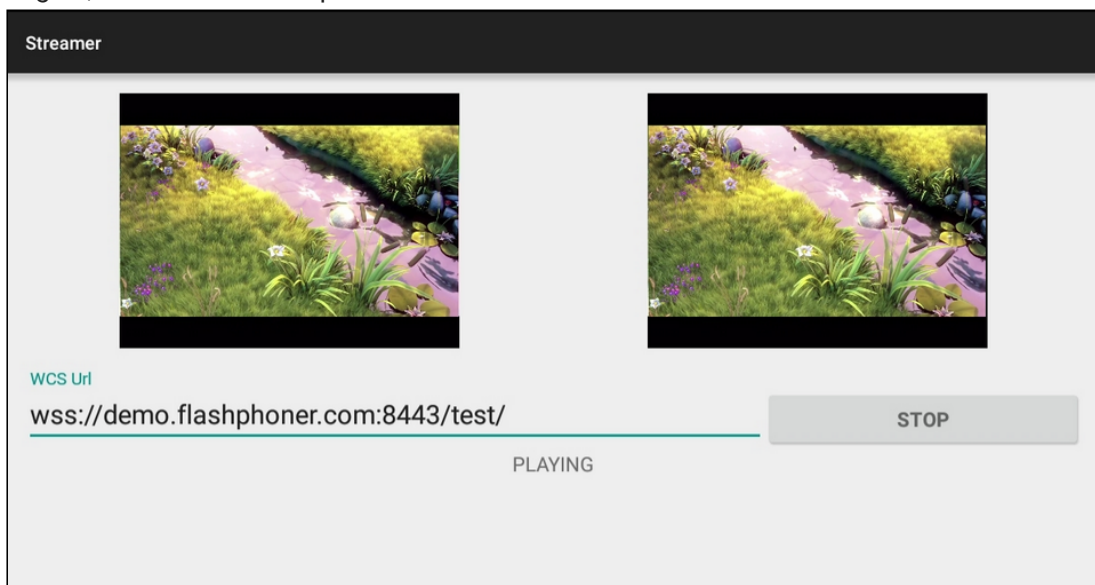 Streamer
WCS Url
wss://demo.flashphoner.com:8443/test/
STOP
PLAYING